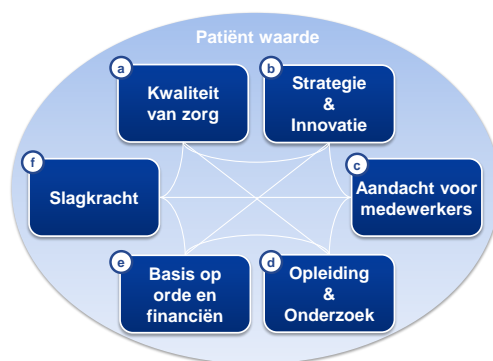 Patiënt waarde
a
Kwaliteit
van zorg
b
Strategie
&
Innovatie
f
Slagkracht
c
Aandacht voor
medewerkers
e
Basis op
orde en
financiën
d
Opleiding
&
Onderzoek